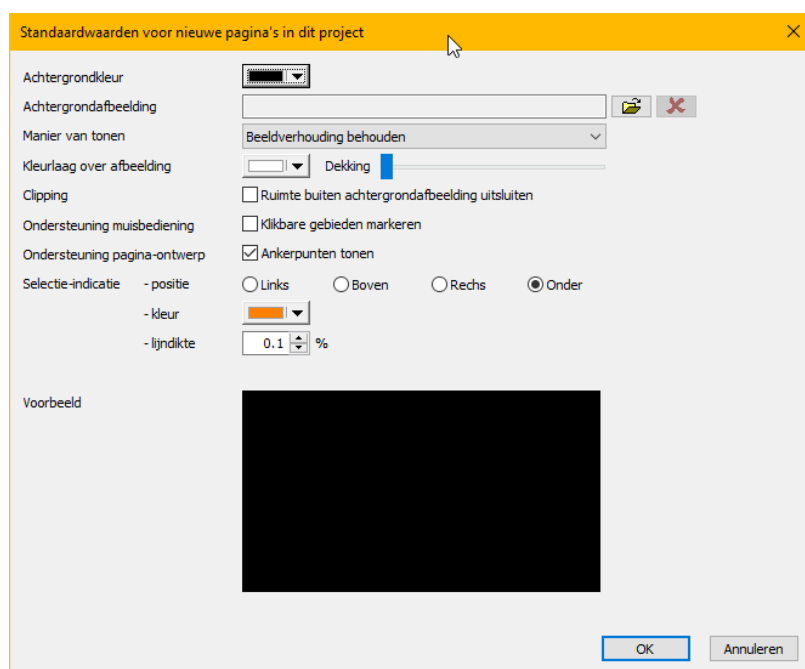 Standaardwaarden voor nieuwe pagina's in dit project
Achtergrondkleur
Achtergrondafbeelding
Manier van tonen Beeldverhouding behouden
Kleurlaag over afbeelding Dekking
Clipping Ruimte buiten achtergrondafbeelding uitsluiten
Ondersteuning muisbediening Klikbare gebieden markeren
Ondersteuning pagina-ontwerp Ankerpunten tonen
Selectie-indicatie - positie Links Boven Rechs Onder
- kleur
- lijndikte 0.1 %
Voorbeeld
OK Annuleren